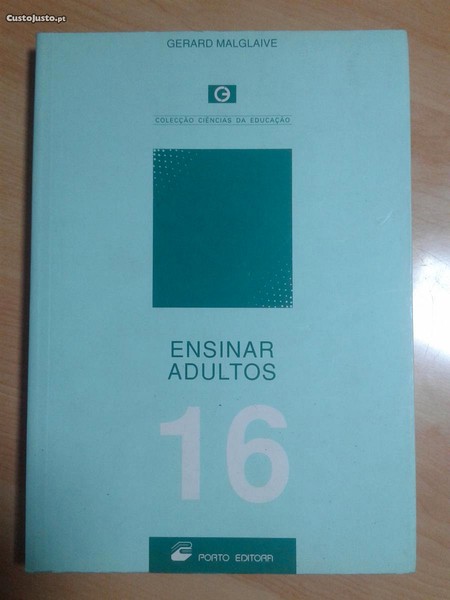 CustoJusto.pt
GERARD MALGLAIVE
COLECÇÃO CIÊNCIAS DA EDUCAÇÃO
ENSINAR
ADULTOS
16
PORTO EDITORA